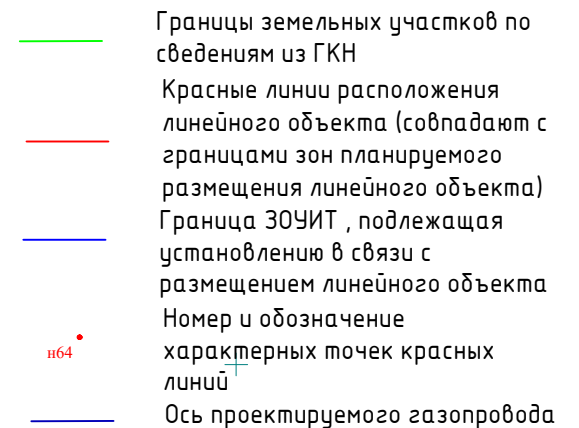 Границы земельных участков по
сведениям из ГКН
Красные линии расположения
линейного объекта (совпадают с
границами зон планируемого
размещения линейного объекта)
Граница ЗОУИТ , подлежащая
установлению в связи с
размещением линейного объекта
Номер и обозначение
н64
характерных точек красных
линий
Ось проектируемого газопровода